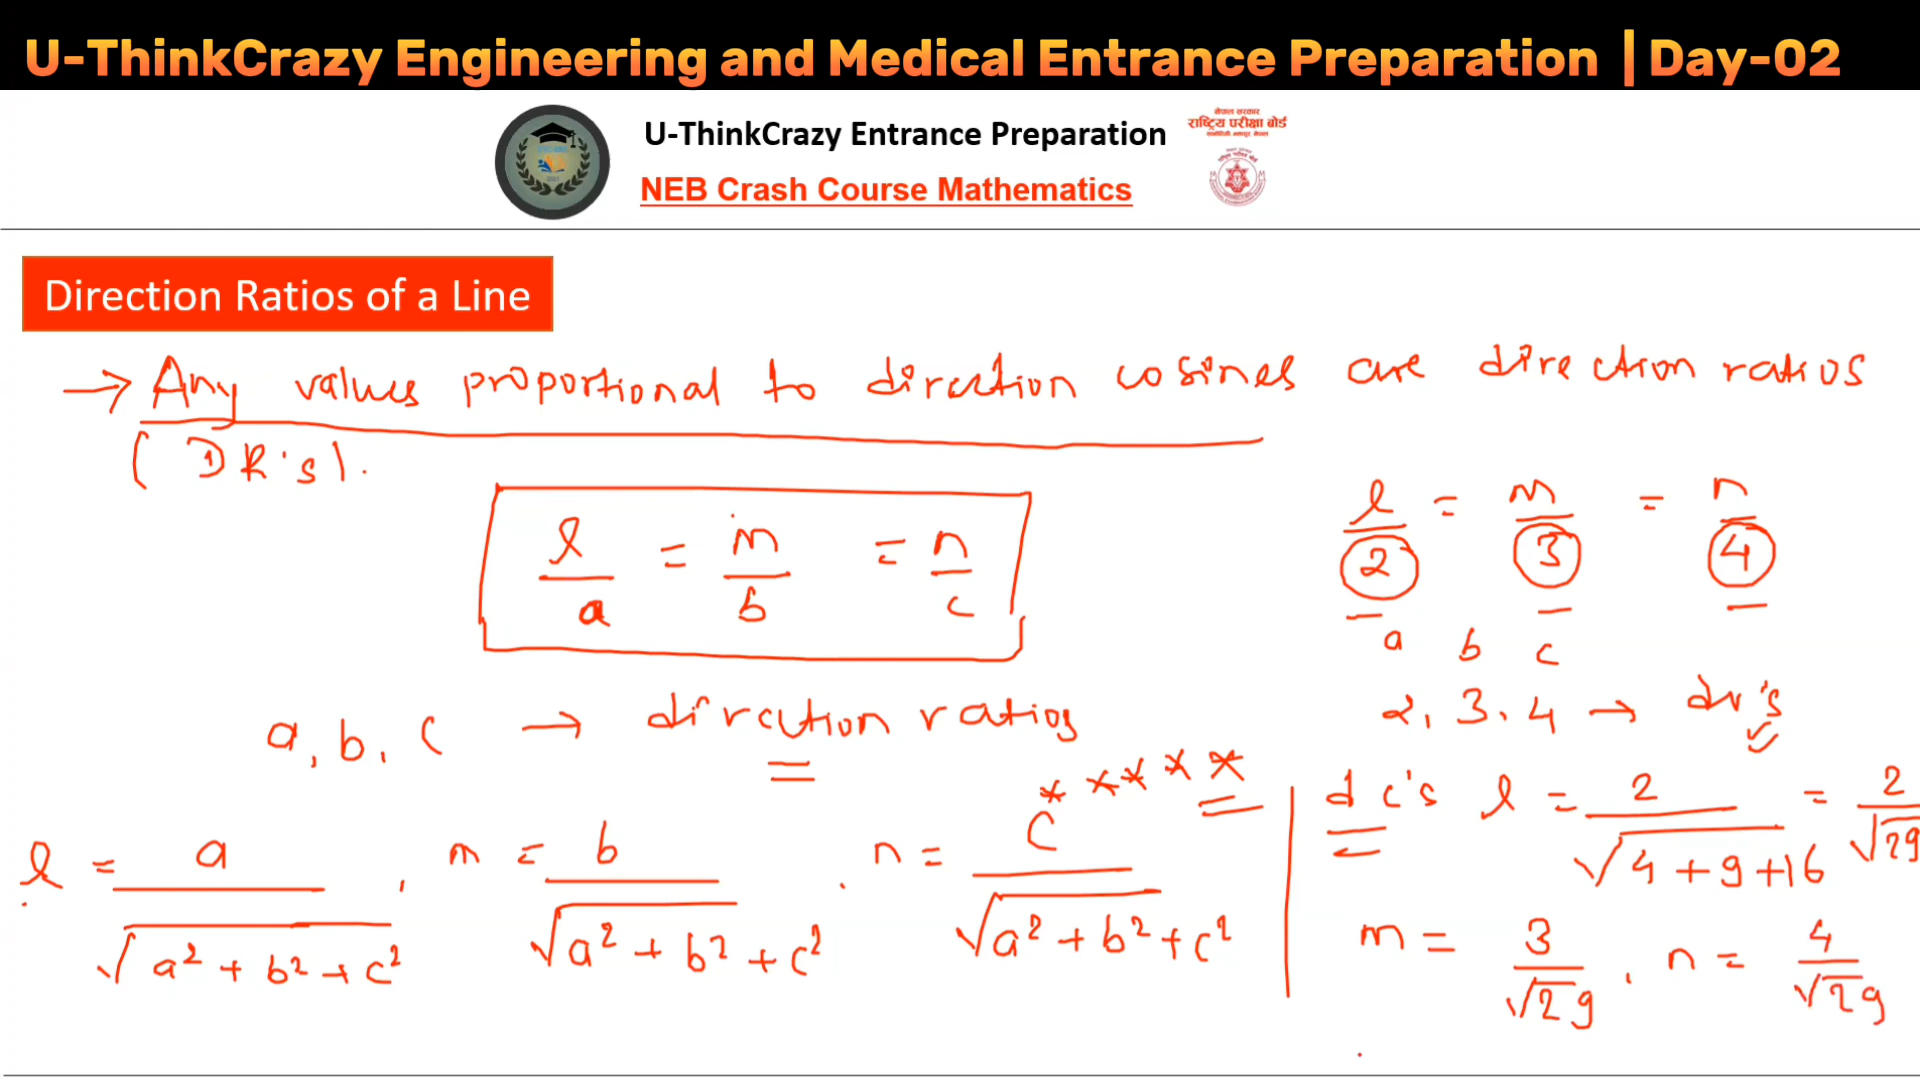 U-ThinkCrazy Engineering and Medical Entrance Preparation | Day-02
U-ThinkCrazy Entrance Preparation
NEB Crash Course Mathematics
नेपाल सरकार
राष्ट्रिय परीक्षा बोर्ड
Direction Ratios of a Line
→ Any values proportional to direction cosines are direction ratios
(DR's).
l/a = m/b = n/c
l/2 = m/3 = n/4
a b c
a, b, c → direction ratios
2, 3, 4 → dr's
* * * * *
l = a/√(a² + b² + c²), m = b/√(a² + b² + c²), n = c/√(a² + b² + c²)
dc's l = 2/√(4+9+16) = 2/√29
m = 3/√29, n = 4/√29